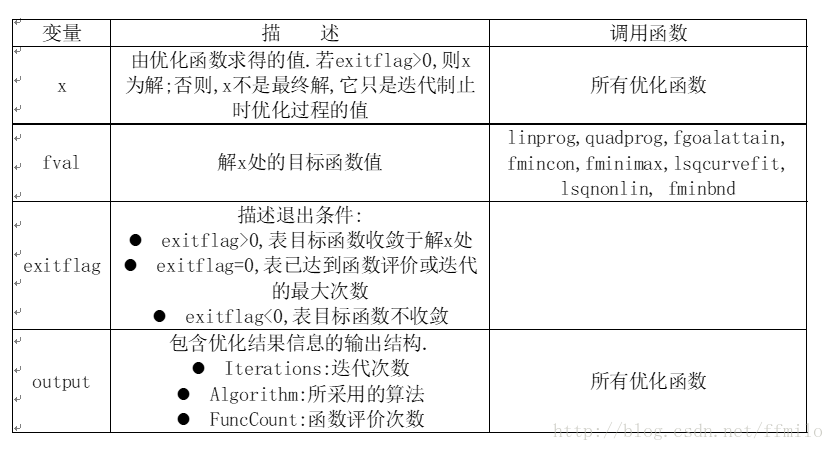 变量 描 述 调用函数
x
由优化函数求得的值.若exitflag>0,则x
为解;否则,x不是最终解,它只是迭代制止
时优化过程的值
所有优化函数
fval
解x处的目标函数值
linprog,quadprog,fgoalattain,
fmincon,fminimax,lsqcurvefit,
lsqnonlin, fminbnd
exitflag
描述退出条件:
● exitflag>0,表目标函数收敛于解x处
● exitflag=0,表已达到函数评价或迭代
的最大次数
● exitflag<0,表目标函数不收敛
output
包含优化结果信息的输出结构.
● Iterations:迭代次数
● Algorithm:所采用的算法
● FuncCount:函数评价次数
所有优化函数
http://blog.csdn.net/ffmilo